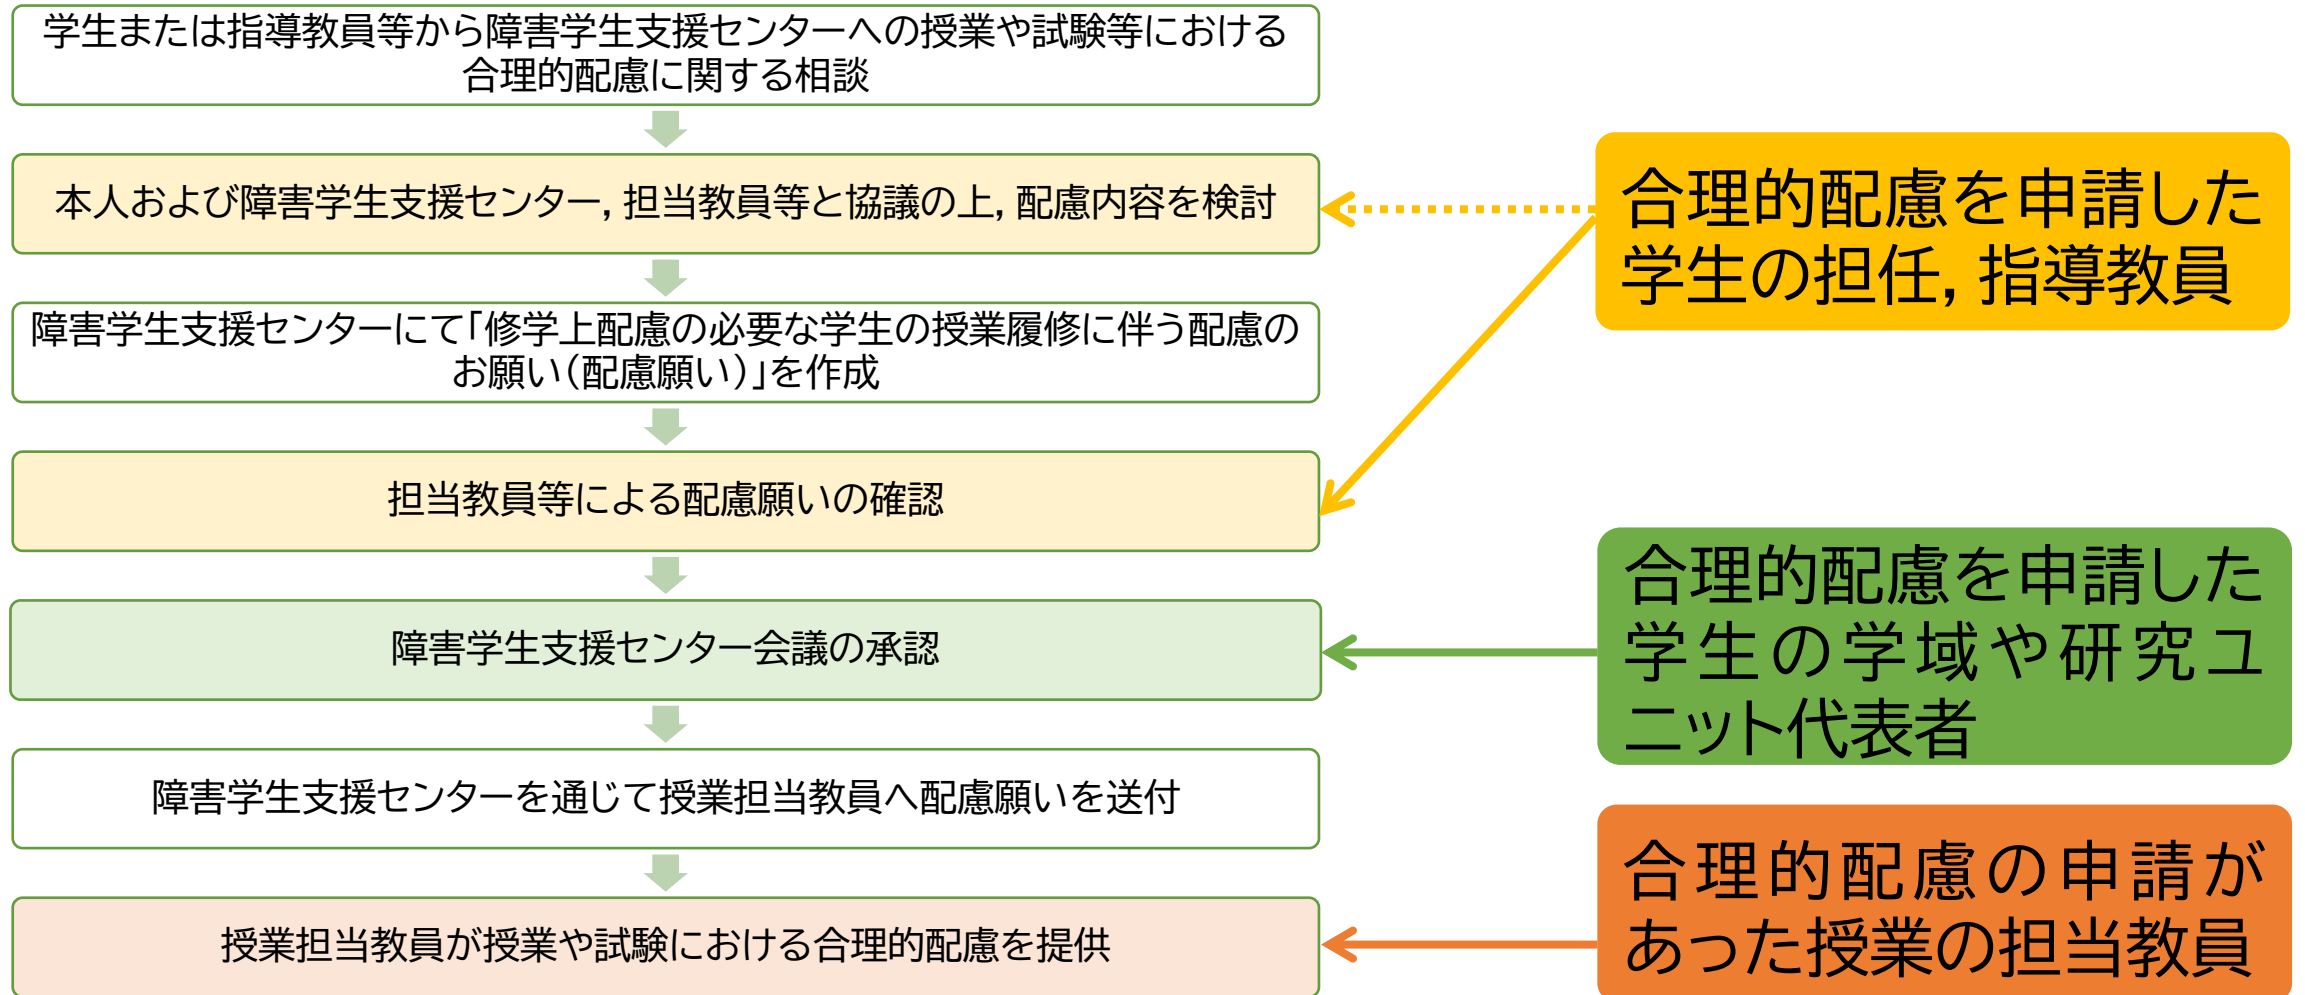 学生または指導教員等から障害学生支援センターへの授業や試験等における
合理的配慮に関する相談
本人および障害学生支援センター，担当教員等と協議の上，配慮内容を検討
障害学生支援センターにて「修学上配慮の必要な学生の授業履修に伴う配慮の
お願い（配慮願い）」を作成
担当教員等による配慮願いの確認
障害学生支援センター会議の承認
障害学生支援センターを通じて授業担当教員へ配慮願いを送付
授業担当教員が授業や試験における合理的配慮を提供
合理的配慮を申請した
学生の担任，指導教員
合理的配慮を申請した
学生の学域や研究ユ
ニット代表者
合理的配慮の申請が
あった授業の担当教員